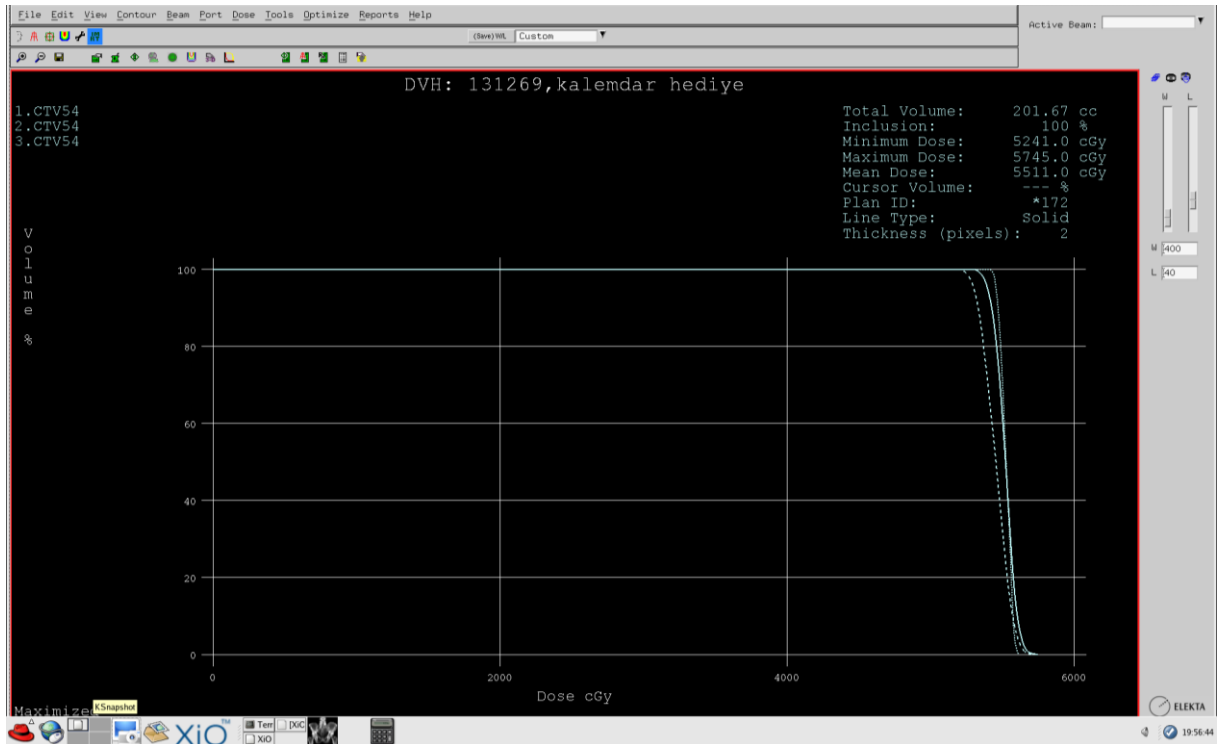 File Edit View Contour Beam Port Dose Tools Optimize Reports Help
Active Beam:
(Save)W/L Custom
DVH: 131269,kalemdar hediye
1.CTV54
2.CTV54
3.CTV54
Total Volume: 201.67 cc
Inclusion: 100 %
Minimum Dose: 5241.0 cGy
Maximum Dose: 5745.0 cGy
Mean Dose: 5511.0 cGy
Cursor Volume: --- %
Plan ID: *172
Line Type: Solid
Thickness (pixels): 2
W L
W 400
L 40
Volume %
100
80
60
40
20
0
0 2000 4000 6000
Dose cGy
Maximized
KSnapshot
ELEKTA
XiO™
Term [XiC
XiO
19:56:44